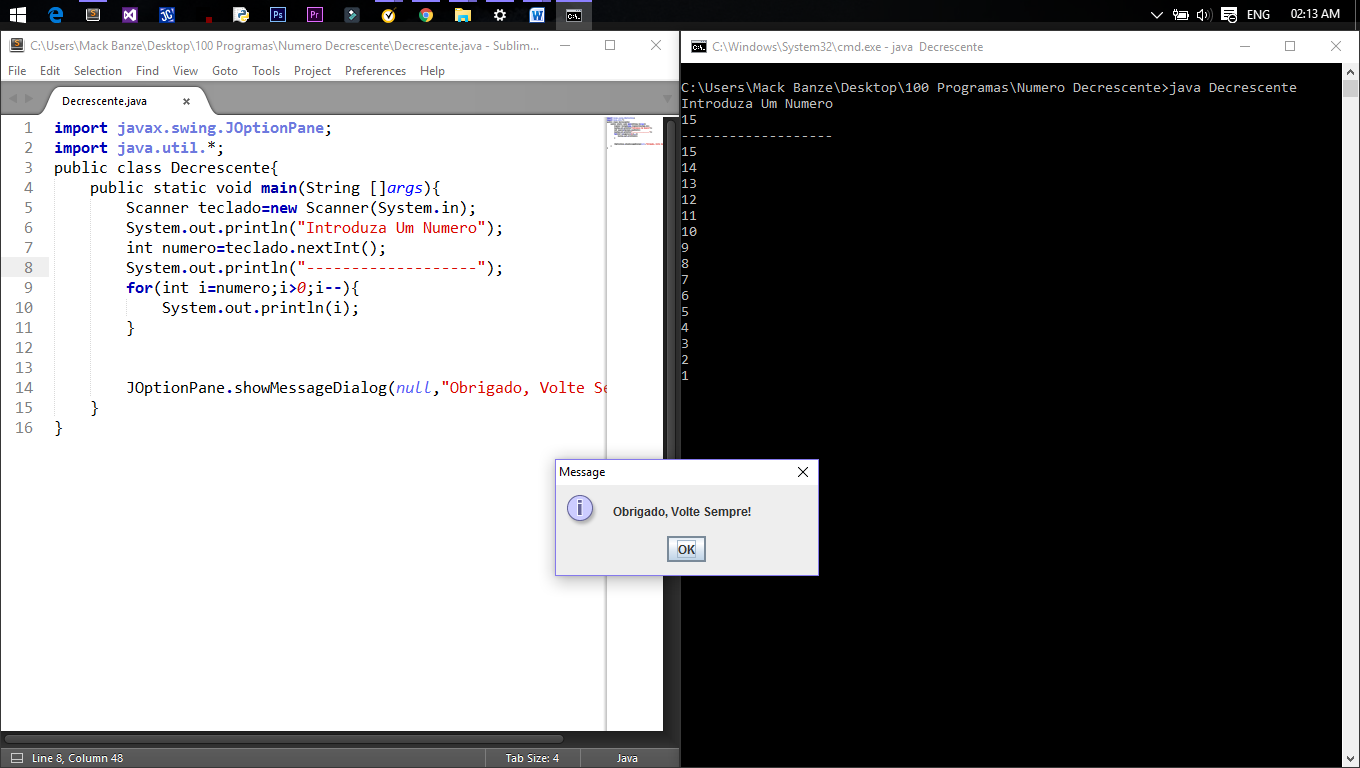 ENG 02:13 AM
C:\Users\Mack Banze\Desktop\100 Programas\Numero Decrescente\Decrescente.java - Sublim...
File Edit Selection Find View Goto Tools Project Preferences Help
Decrescente.java
1 import javax.swing.JOptionPane;
2 import java.util.*;
3 public class Decrescente{
4 public static void main(String []args){
5 Scanner teclado=new Scanner(System.in);
6 System.out.println("Introduza Um Numero");
7 int numero=teclado.nextInt();
8 System.out.println("-------------------");
9 for(int i=numero;i>0;i--){
10 System.out.println(i);
11 }
12
13
14 JOptionPane.showMessageDialog(null,"Obrigado, Volte Se
15 }
16 }
Line 8, Column 48
Tab Size: 4
Java
C:\Windows\System32\cmd.exe - java Decrescente
C:\Users\Mack Banze\Desktop\100 Programas\Numero Decrescente>java Decrescente
Introduza Um Numero
15
-------------------
15
14
13
12
11
10
9
8
7
6
5
4
3
2
1
Message
Obrigado, Volte Sempre!
OK